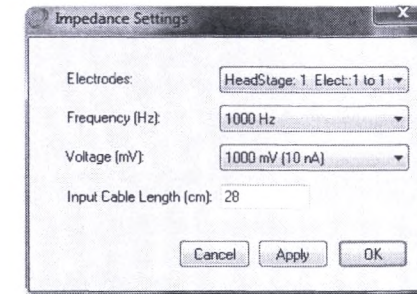 Impedance Settings
Electrodes: HeadStage: 1 Elect.:1 to 1
Frequency (Hz): 1000 Hz
Voltage (mV): 1000 mV (10 nA)
Input Cable Length (cm): 28
Cancel Apply OK